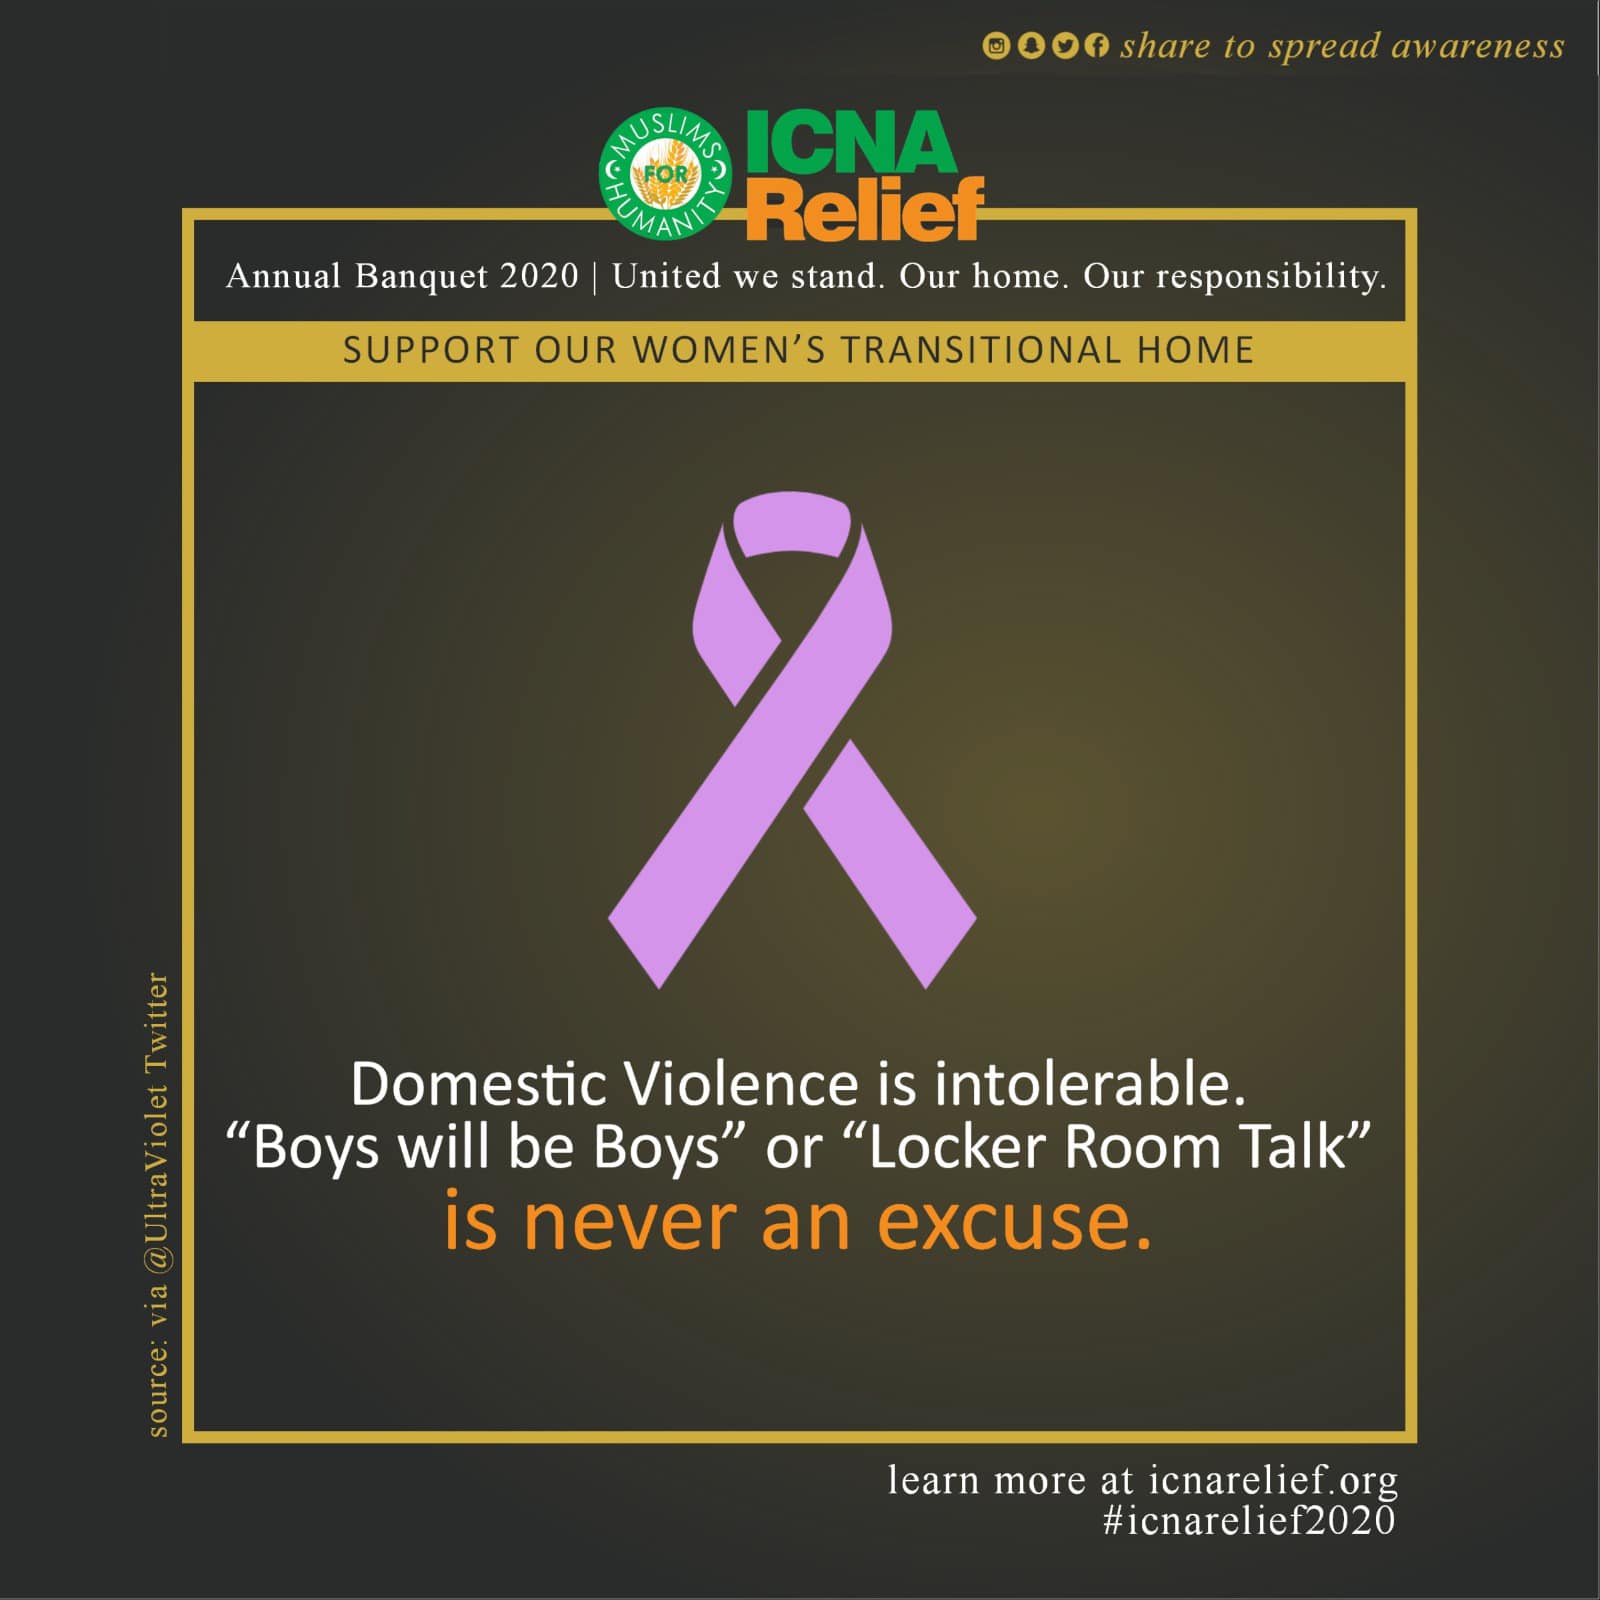 share to spread awareness
MUSLIMS
FOR
HUMANITY
ICNA
Relief
Annual Banquet 2020 | United we stand. Our home. Our responsibility.
SUPPORT OUR WOMEN’S TRANSITIONAL HOME
Domestic Violence is intolerable.
“Boys will be Boys” or “Locker Room Talk”
is never an excuse.
source: via @UltraViolet Twitter
learn more at icnarelief.org
#icnarelief2020